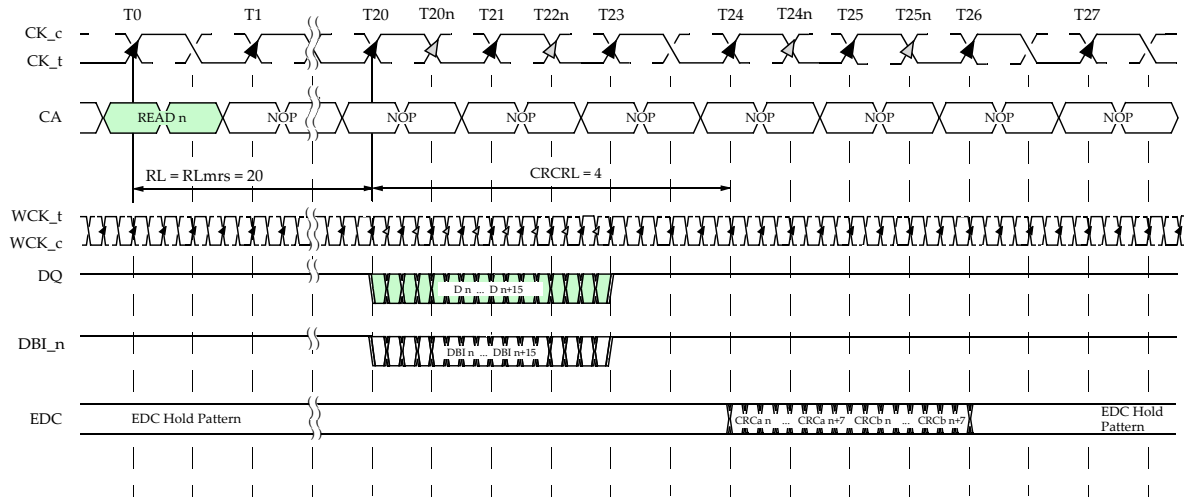 T0 T1 T20 T20n T21 T22n T23 T24 T24n T25 T25n T26 T27
CK_c
CK_t
CA READ n NOP NOP NOP NOP NOP NOP NOP NOP
RL = RLmrs = 20 CRCRL = 4
WCK_t
WCK_c
DQ
D n ... D n+15
DBI_n
DBI n ... DBI n+15
EDC EDC Hold Pattern CRCa n ... CRCa n+7 CRCb n ... CRCb n+7 EDC Hold
Pattern